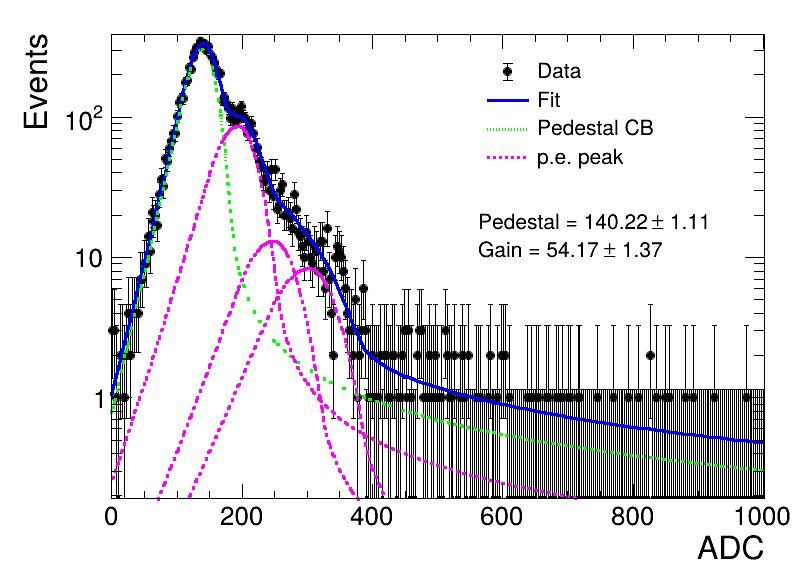 Events
10²
10
1
Data
Fit
Pedestal CB
p.e. peak
Pedestal = 140.22 ± 1.11
Gain = 54.17 ± 1.37
0 200 400 600 800 1000
ADC